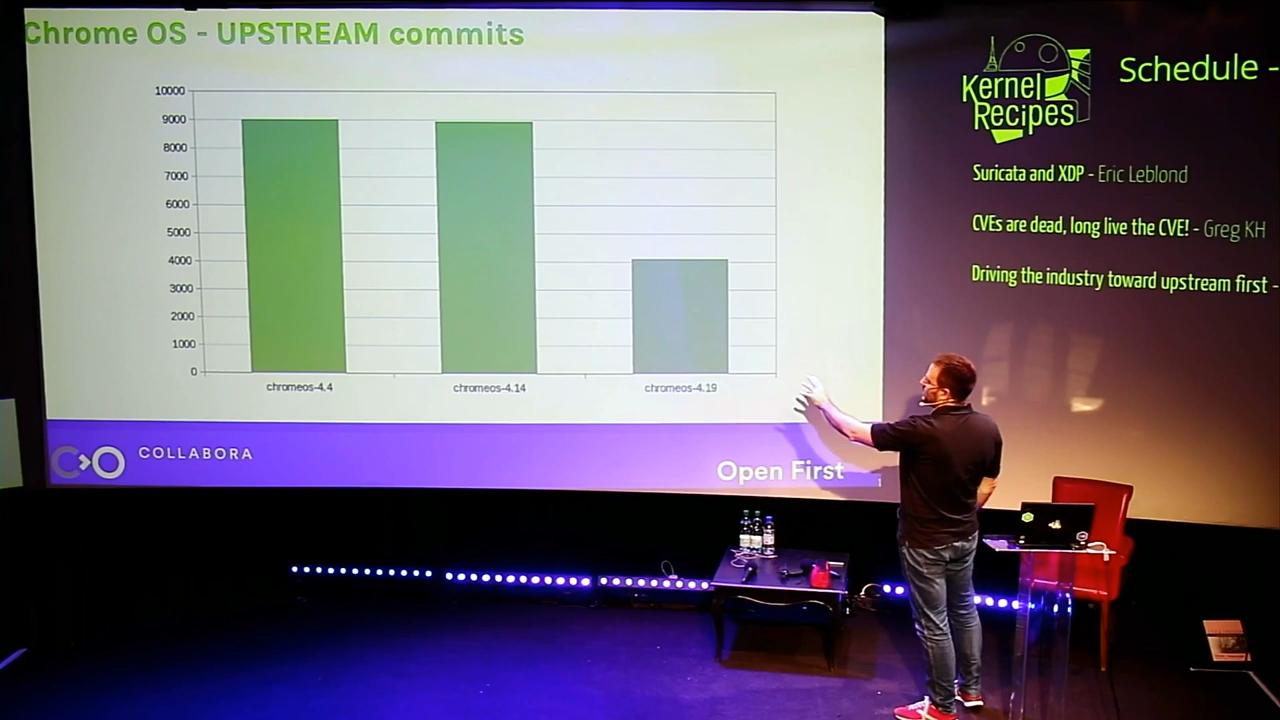 Chrome OS - UPSTREAM commits
10000
9000
8000
7000
6000
5000
4000
3000
2000
1000
0
chromeos-4.4
chromeos-4.14
chromeos-4.19
COLLABORA
Open First
Kernel
Recipes
Schedule -
Suricata and XDP - Eric Leblond
CVEs are dead, long live the CVE! - Greg KH
Driving the industry toward upstream first -